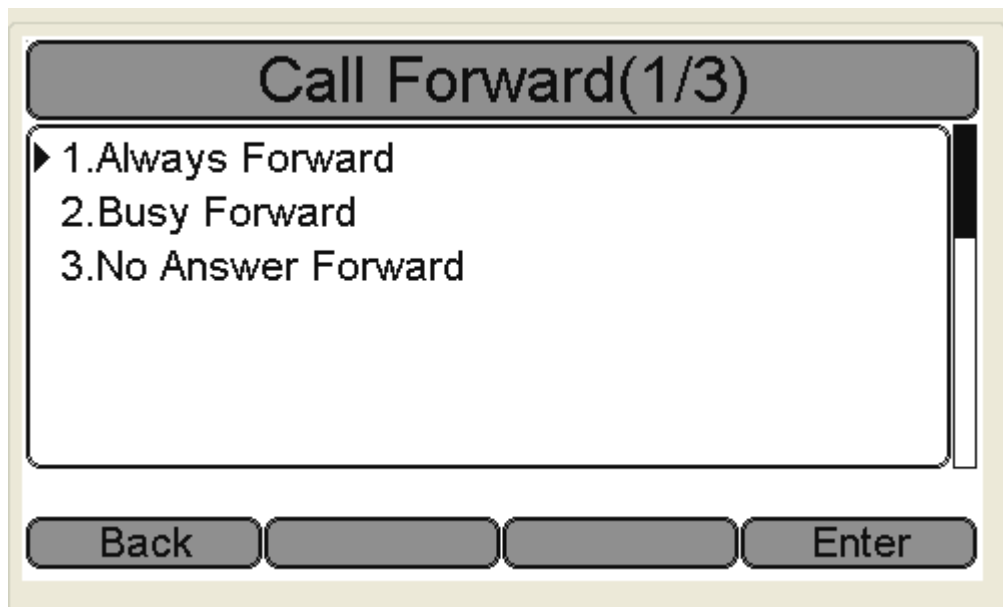 Call Forward(1/3)
1.Always Forward
2.Busy Forward
3.No Answer Forward
Back Enter